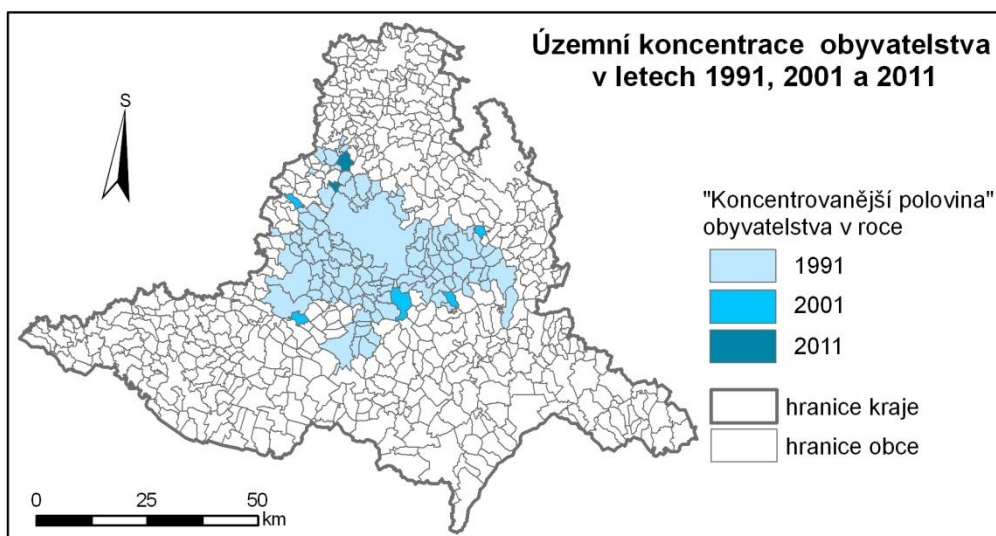 Územní koncentrace obyvatelstva
v letech 1991, 2001 a 2011
S
"Koncentrovanější polovina"
obyvatelstva v roce
1991
2001
2011
hranice kraje
hranice obce
0 25 50
km